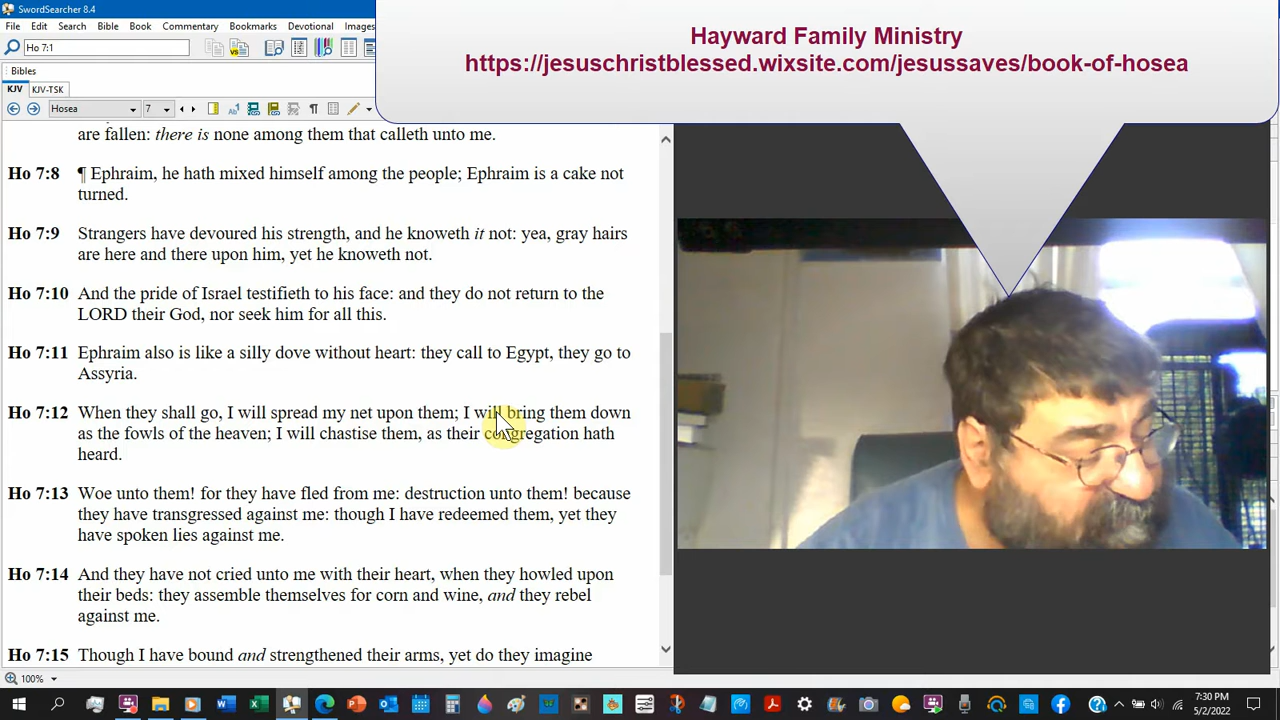 SwordSearcher 8.4
File Edit Search Bible Book Commentary Bookmarks Devotional Images
Ho 7:1
Hayward Family Ministry
https://jesuschristblessed.wixsite.com/jesussaves/book-of-hosea
Bibles
KJV KJV-TSK
Hosea 7
are fallen: there is none among them that calleth unto me.
Ho 7:8 ¶ Ephraim, he hath mixed himself among the people; Ephraim is a cake not
turned.
Ho 7:9 Strangers have devoured his strength, and he knoweth it not: yea, gray hairs
are here and there upon him, yet he knoweth not.
Ho 7:10 And the pride of Israel testifieth to his face: and they do not return to the
LORD their God, nor seek him for all this.
Ho 7:11 Ephraim also is like a silly dove without heart: they call to Egypt, they go to
Assyria.
Ho 7:12 When they shall go, I will spread my net upon them; I will bring them down
as the fowls of the heaven; I will chastise them, as their congregation hath
heard.
Ho 7:13 Woe unto them! for they have fled from me: destruction unto them! because
they have transgressed against me: though I have redeemed them, yet they
have spoken lies against me.
Ho 7:14 And they have not cried unto me with their heart, when they howled upon
their beds: they assemble themselves for corn and wine, and they rebel
against me.
Ho 7:15 Though I have bound and strengthened their arms, yet do they imagine
100%
7:30 PM
5/2/2022